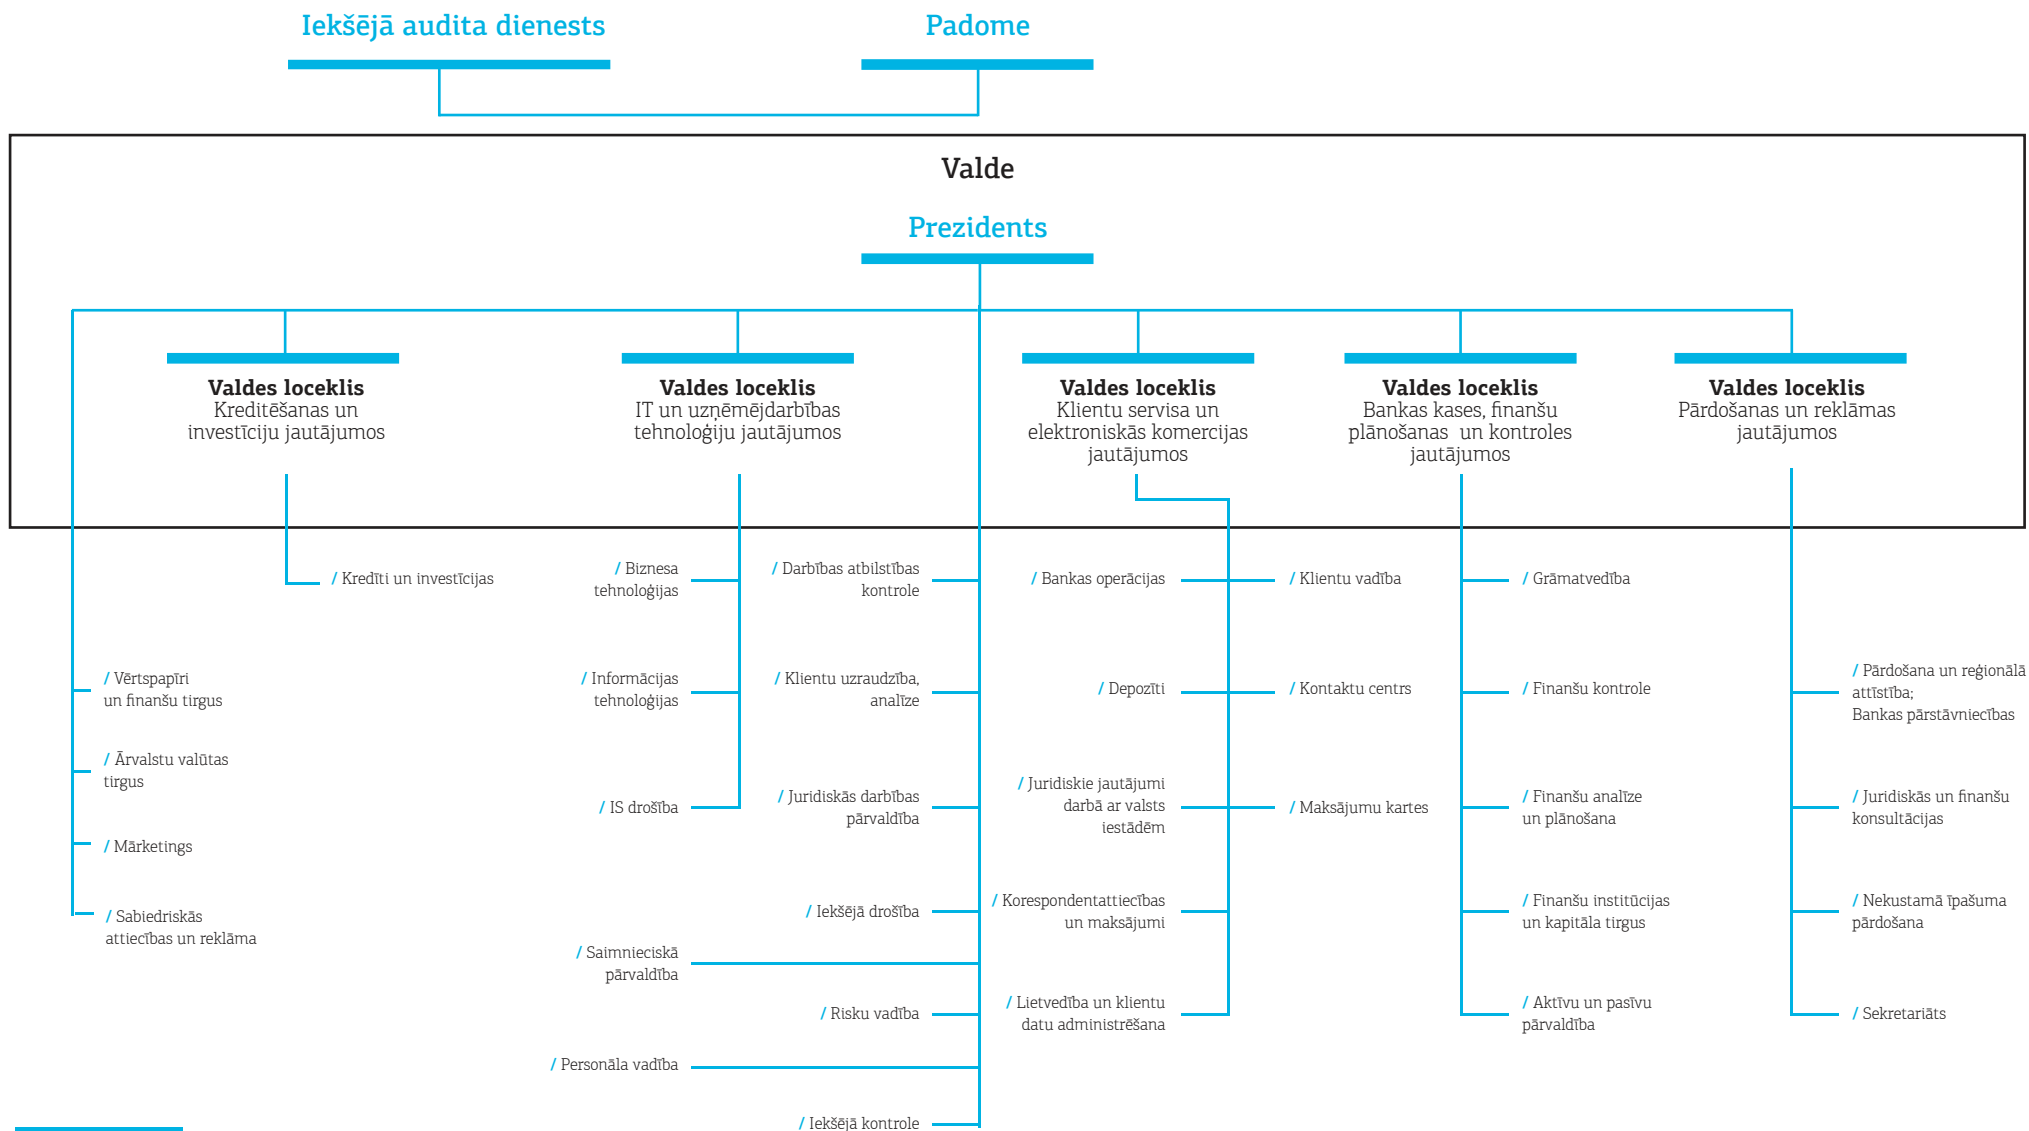 Iekšējā audita dienests
Padome
Valde
Prezidents
Valdes loceklis
Kreditēšanas un
investīciju jautājumos
Valdes loceklis
IT un uzņēmējdarbības
tehnoloģiju jautājumos
Valdes loceklis
Klientu servisa un
elektroniskās komercijas
jautājumos
Valdes loceklis
Bankas kases, finanšu
plānošanas un kontroles
jautājumos
Valdes loceklis
Pārdošanas un reklāmas
jautājumos
/ Vērtspapīri
un finanšu tirgus
/ Ārvalstu valūtas
tirgus
/ Mārketings
/ Sabiedriskās
attiecības un reklāma
/ Kredīti un investīcijas
/ Biznesa
tehnoloģijas
/ Informācijas
tehnoloģijas
/ IS drošība
/ Darbības atbilstības
kontrole
/ Klientu uzraudzība,
analīze
/ Juridiskās darbības
pārvaldība
/ Iekšējā drošība
/ Saimnieciskā
pārvaldība
/ Risku vadība
/ Personāla vadība
/ Iekšējā kontrole
/ Bankas operācijas
/ Depozīti
/ Juridiskie jautājumi
darbā ar valsts
iestādēm
/ Korespondentattiecības
un maksājumi
/ Lietvedība un klientu
datu administrēšana
/ Klientu vadība
/ Kontaktu centrs
/ Maksājumu kartes
/ Grāmatvedība
/ Finanšu kontrole
/ Finanšu analīze
un plānošana
/ Finanšu institūcijas
un kapitāla tirgus
/ Aktīvu un pasīvu
pārvaldība
/ Pārdošana un reģionālā
attīstība;
Bankas pārstāvniecības
/ Juridiskās un finanšu
konsultācijas
/ Nekustamā īpašuma
pārdošana
/ Sekretariāts